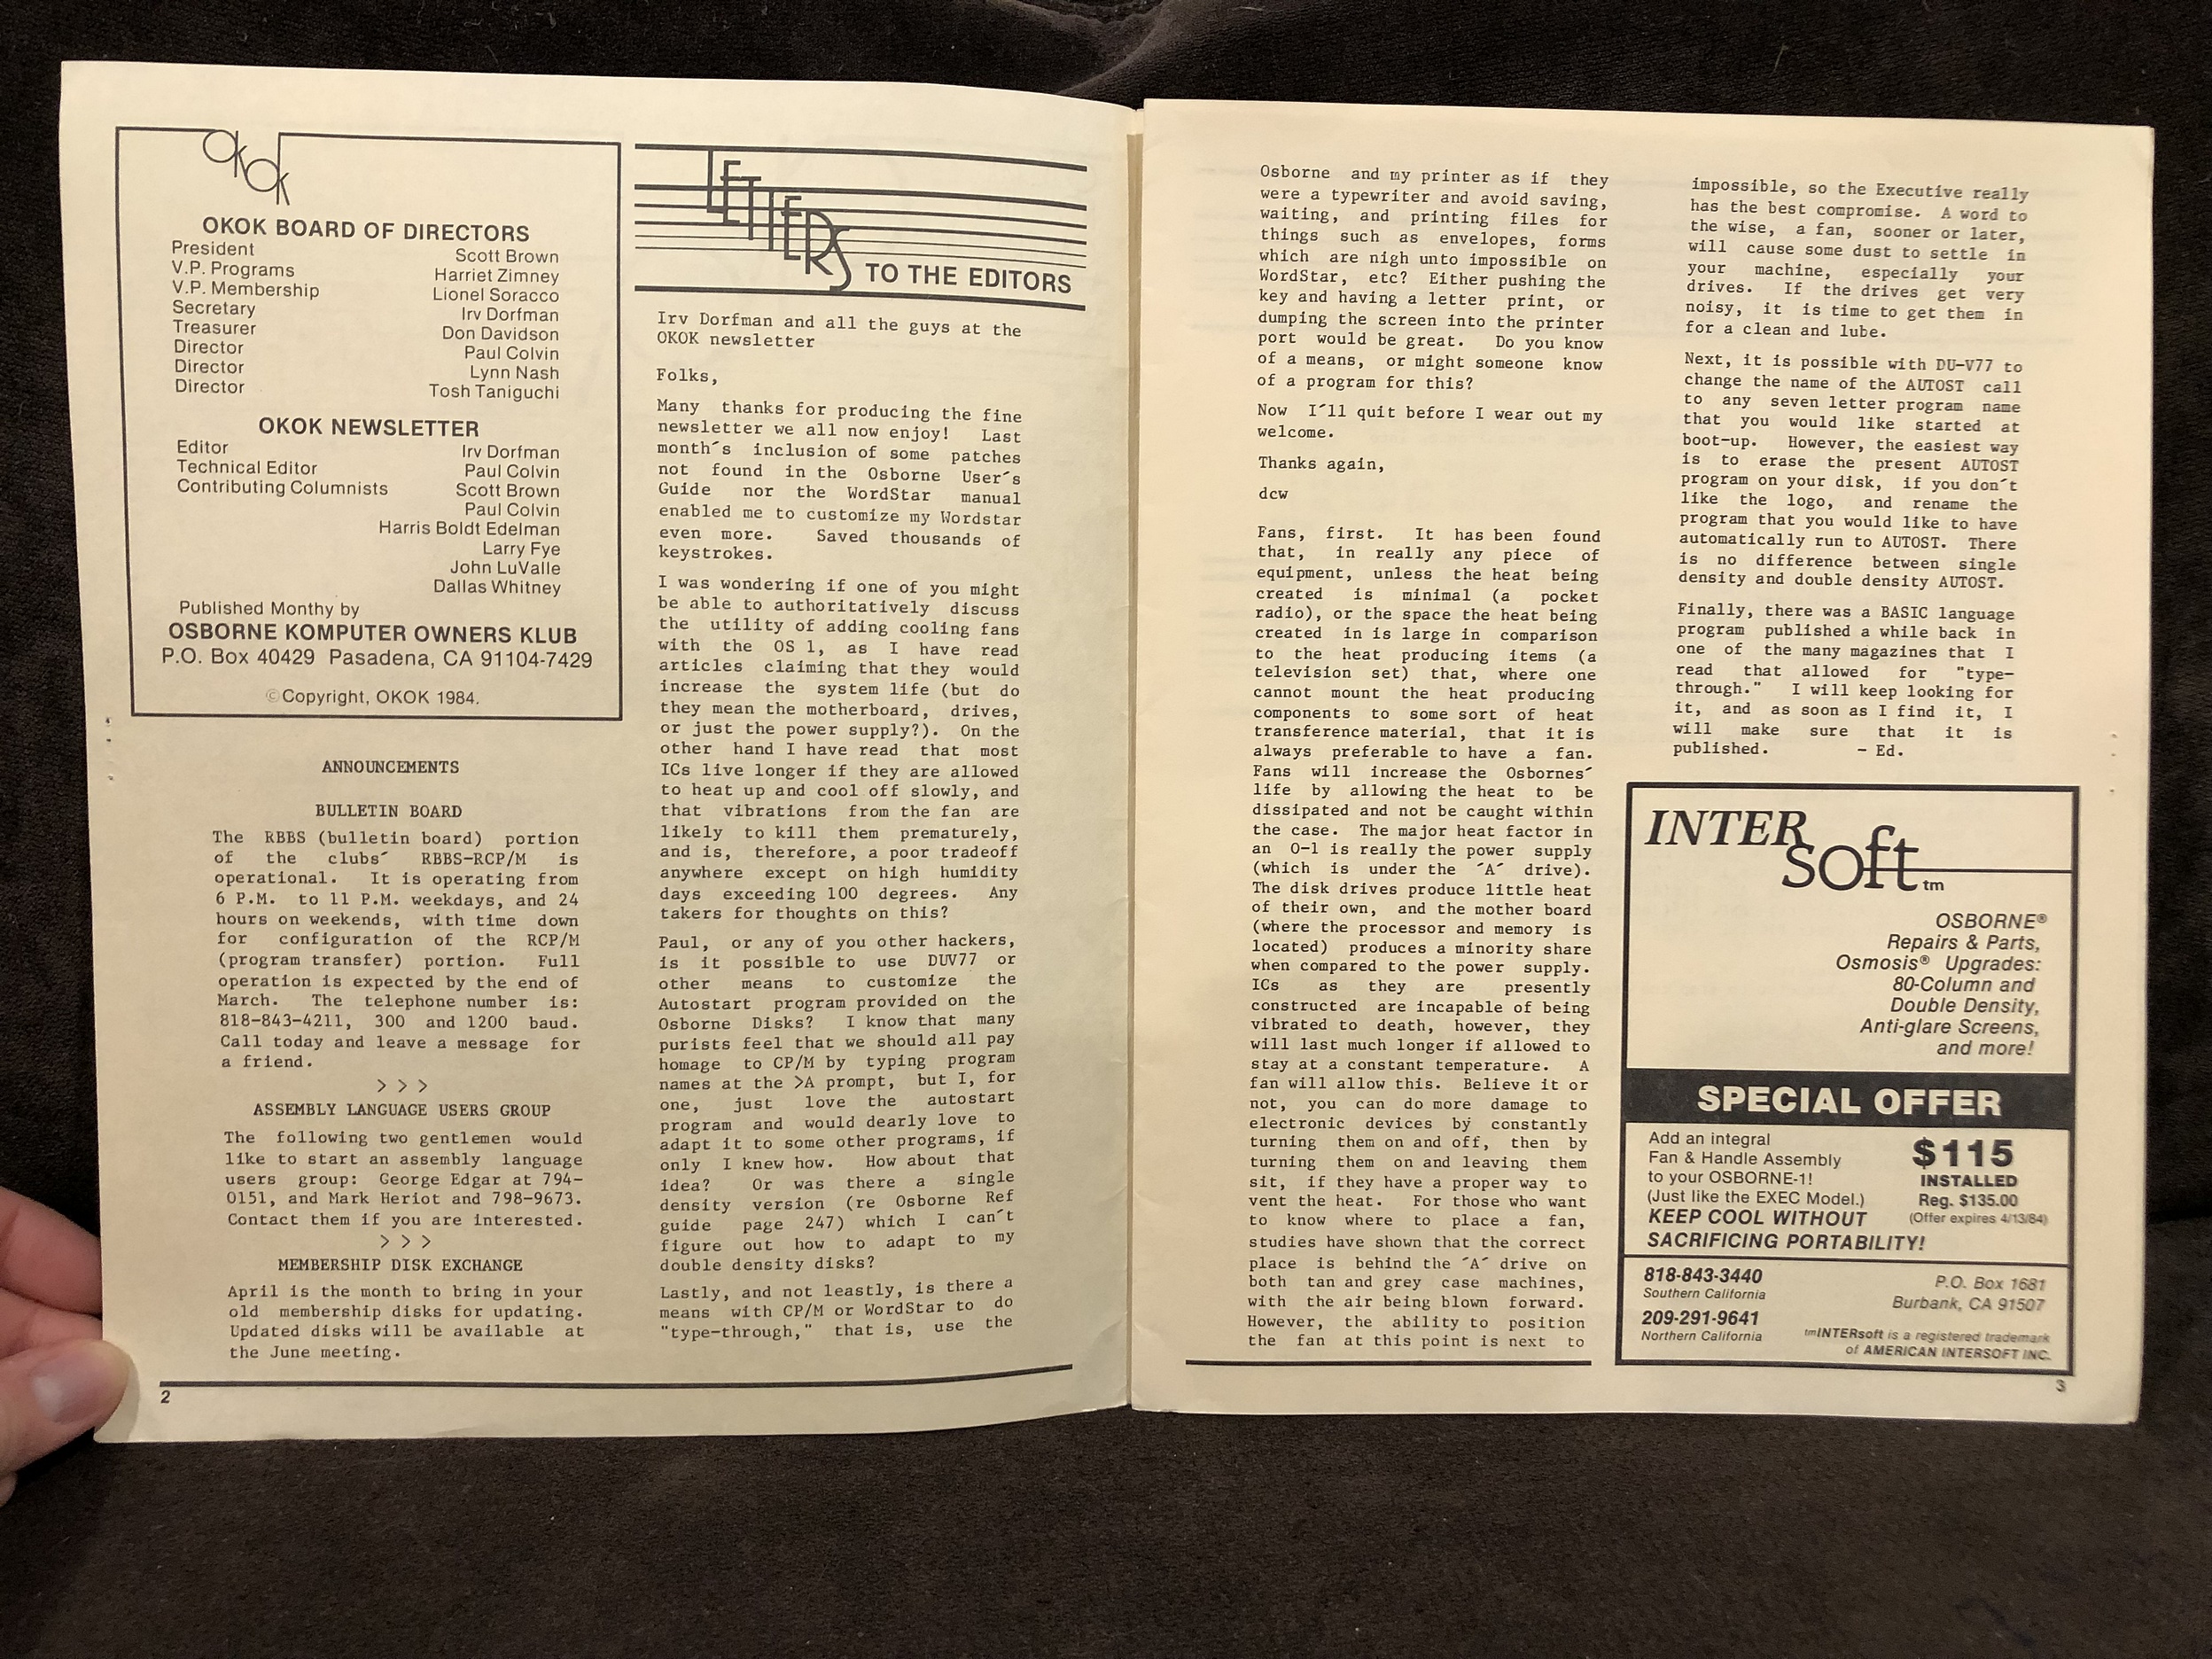 OKOK
OKOK BOARD OF DIRECTORS
President Scott Brown
V.P. Programs Harriet Zimney
V.P. Membership Lionel Soracco
Secretary Irv Dorfman
Treasurer Don Davidson
Director Paul Colvin
Director Lynn Nash
Director Tosh Taniguchi
OKOK NEWSLETTER
Editor Irv Dorfman
Technical Editor Paul Colvin
Contributing Columnists Scott Brown
Paul Colvin
Harris Boldt Edelman
Larry Fye
John LuValle
Dallas Whitney
Published Monthy by
OSBORNE KOMPUTER OWNERS KLUB
P.O. Box 40429 Pasadena, CA 91104-7429
©Copyright, OKOK 1984.
ANNOUNCEMENTS
BULLETIN BOARD
The RBBS (bulletin board) portion
of the clubs´ RBBS-RCP/M is
operational. It is operating from
6 P.M. to 11 P.M. weekdays, and 24
hours on weekends, with time down
for configuration of the RCP/M
(program transfer) portion. Full
operation is expected by the end of
March. The telephone number is:
818-843-4211, 300 and 1200 baud.
Call today and leave a message for
a friend.
> > >
ASSEMBLY LANGUAGE USERS GROUP
The following two gentlemen would
like to start an assembly language
users group: George Edgar at 794-
0151, and Mark Heriot and 798-9673.
Contact them if you are interested.
> > >
MEMBERSHIP DISK EXCHANGE
April is the month to bring in your
old membership disks for updating.
Updated disks will be available at
the June meeting.
2
LETTERS TO THE EDITORS
Irv Dorfman and all the guys at the
OKOK newsletter
Folks,
Many thanks for producing the fine
newsletter we all now enjoy! Last
month´s inclusion of some patches
not found in the Osborne User´s
Guide nor the WordStar manual
enabled me to customize my Wordstar
even more. Saved thousands of
keystrokes.
I was wondering if one of you might
be able to authoritatively discuss
the utility of adding cooling fans
with the OS 1, as I have read
articles claiming that they would
increase the system life (but do
they mean the motherboard, drives,
or just the power supply?). On the
other hand I have read that most
ICs live longer if they are allowed
to heat up and cool off slowly, and
that vibrations from the fan are
likely to kill them prematurely,
and is, therefore, a poor tradeoff
anywhere except on high humidity
days exceeding 100 degrees. Any
takers for thoughts on this?
Paul, or any of you other hackers,
is it possible to use DUV77 or
other means to customize the
Autostart program provided on the
Osborne Disks? I know that many
purists feel that we should all pay
homage to CP/M by typing program
names at the >A prompt, but I, for
one, just love the autostart
program and would dearly love to
adapt it to some other programs, if
only I knew how. How about that
idea? Or was there a single
density version (re Osborne Ref
guide page 247) which I can´t
figure out how to adapt to my
double density disks?
Lastly, and not leastly, is there a
means with CP/M or WordStar to do
"type-through," that is, use the
Osborne and my printer as if they
were a typewriter and avoid saving,
waiting, and printing files for
things such as envelopes, forms
which are nigh unto impossible on
WordStar, etc? Either pushing the
key and having a letter print, or
dumping the screen into the printer
port would be great. Do you know
of a means, or might someone know
of a program for this?
Now I´ll quit before I wear out my
welcome.
Thanks again,
dcw
Fans, first. It has been found
that, in really any piece of
equipment, unless the heat being
created is minimal (a pocket
radio), or the space the heat being
created in is large in comparison
to the heat producing items (a
television set) that, where one
cannot mount the heat producing
components to some sort of heat
transference material, that it is
always preferable to have a fan.
Fans will increase the Osbornes´
life by allowing the heat to be
dissipated and not be caught within
the case. The major heat factor in
an O-1 is really the power supply
(which is under the ´A´ drive).
The disk drives produce little heat
of their own, and the mother board
(where the processor and memory is
located) produces a minority share
when compared to the power supply.
ICs as they are presently
constructed are incapable of being
vibrated to death, however, they
will last much longer if allowed to
stay at a constant temperature. A
fan will allow this. Believe it or
not, you can do more damage to
electronic devices by constantly
turning them on and off, then by
turning them on and leaving them
sit, if they have a proper way to
vent the heat. For those who want
to know where to place a fan,
studies have shown that the correct
place is behind the ´A´ drive on
both tan and grey case machines,
with the air being blown forward.
However, the ability to position
the fan at this point is next to
impossible, so the Executive really
has the best compromise. A word to
the wise, a fan, sooner or later,
will cause some dust to settle in
your machine, especially your
drives. If the drives get very
noisy, it is time to get them in
for a clean and lube.
Next, it is possible with DU-V77 to
change the name of the AUTOST call
to any seven letter program name
that you would like started at
boot-up. However, the easiest way
is to erase the present AUTOST
program on your disk, if you don´t
like the logo, and rename the
program that you would like to have
automatically run to AUTOST. There
is no difference between single
density and double density AUTOST.
Finally, there was a BASIC language
program published a while back in
one of the many magazines that I
read that allowed for "type-
through." I will keep looking for
it, and as soon as I find it, I
will make sure that it is
published. - Ed.
INTER
soft tm
OSBORNE®
Repairs & Parts,
Osmosis® Upgrades:
80-Column and
Double Density,
Anti-glare Screens,
and more!
SPECIAL OFFER
Add an integral
Fan & Handle Assembly
to your OSBORNE-1!
(Just like the EXEC Model.)
KEEP COOL WITHOUT
SACRIFICING PORTABILITY!
$115
INSTALLED
Reg. $135.00
(Offer expires 4/13/84)
818-843-3440
Southern California
209-291-9641
Northern California
P.O. Box 1681
Burbank, CA 91507
tmINTERsoft is a registered trademark
of AMERICAN INTERSOFT INC.
3